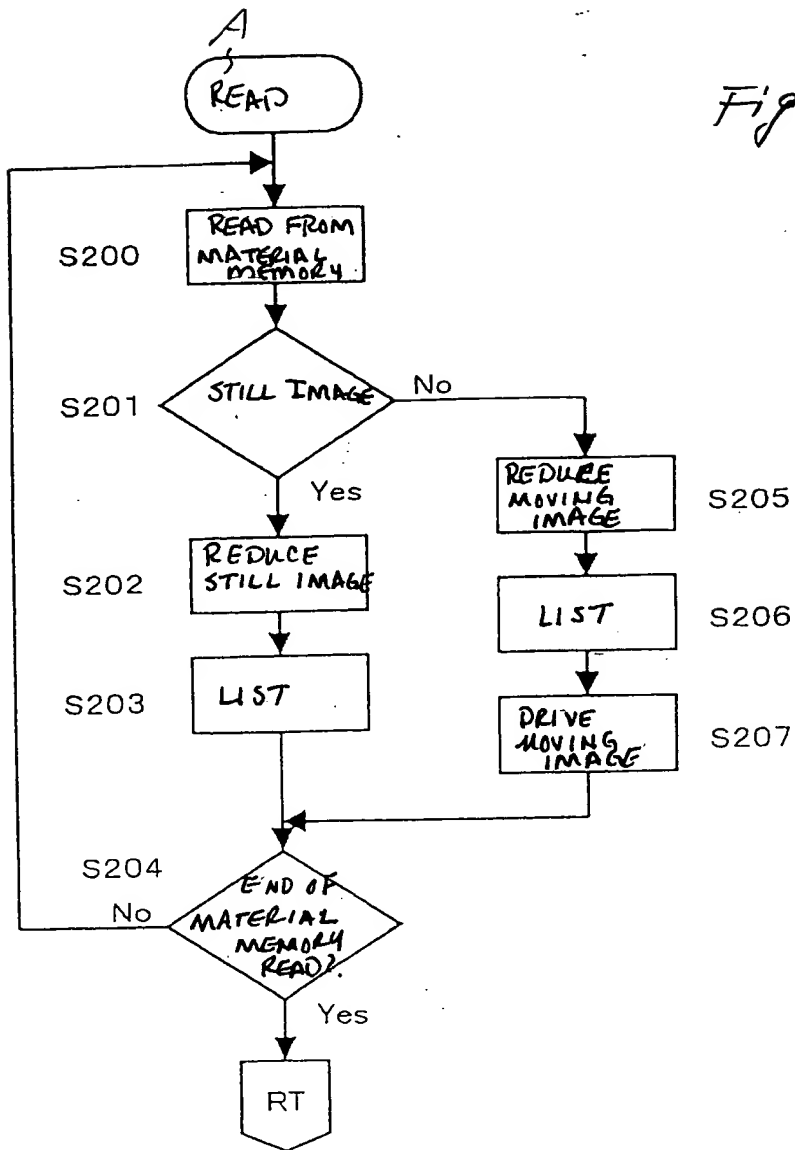 A
READ
Fig
S200
READ FROM
MATERIAL
MEMORY
S201
STILL IMAGE
No
Yes
REDUCE
MOVING
IMAGE
S205
S202
REDUCE
STILL IMAGE
LIST
S206
S203
LIST
DRIVE
MOVING
IMAGE
S207
S204
No
END OF
MATERIAL
MEMORY
READ?
Yes
RT